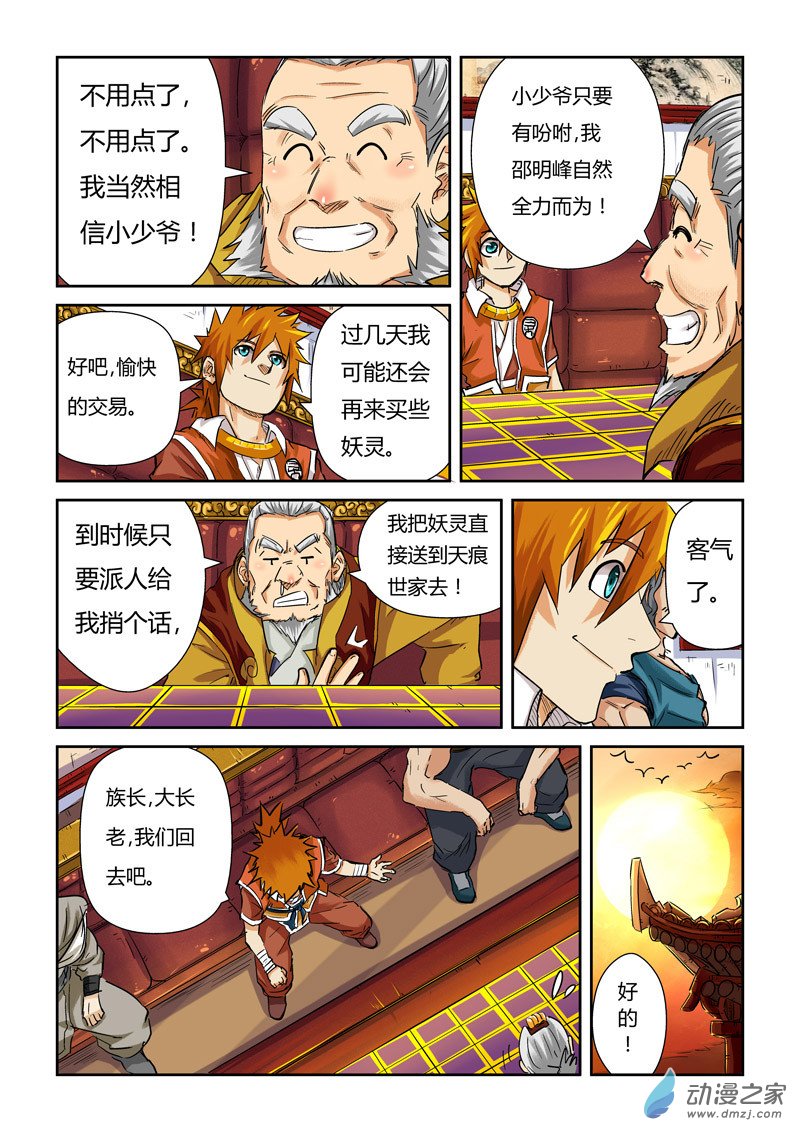 不用点了，
不用点了。
我当然相
信小少爷！
小少爷只要
有吩咐，我
邵明峰自然
全力而为！
好吧，愉快
的交易。
过几天我
可能还会
再来买些
妖灵。
到时候只
要派人给
我捎个话，
我把妖灵直
接送到天痕
世家去！
客气
了。
族长，大长
老，我们回
去吧。
好
的！
动漫之家
www.dmzj.com